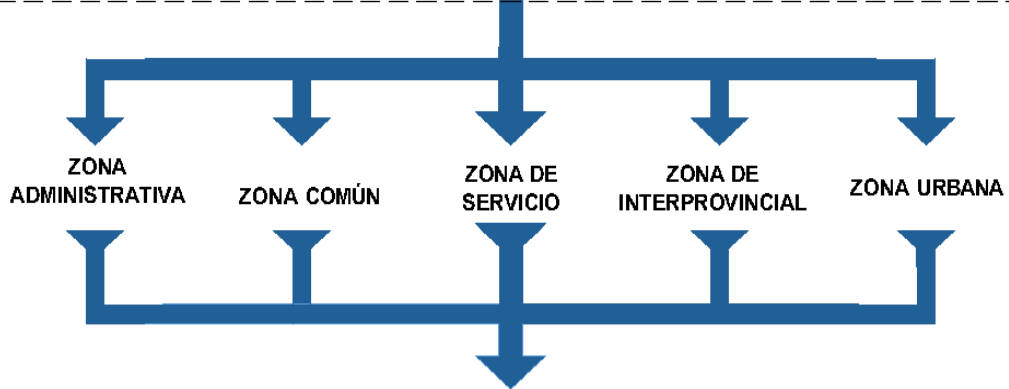 ZONA
ADMINISTRATIVA
ZONA COMÚN
ZONA DE
SERVICIO
ZONA DE
INTERPROVINCIAL
ZONA URBANA